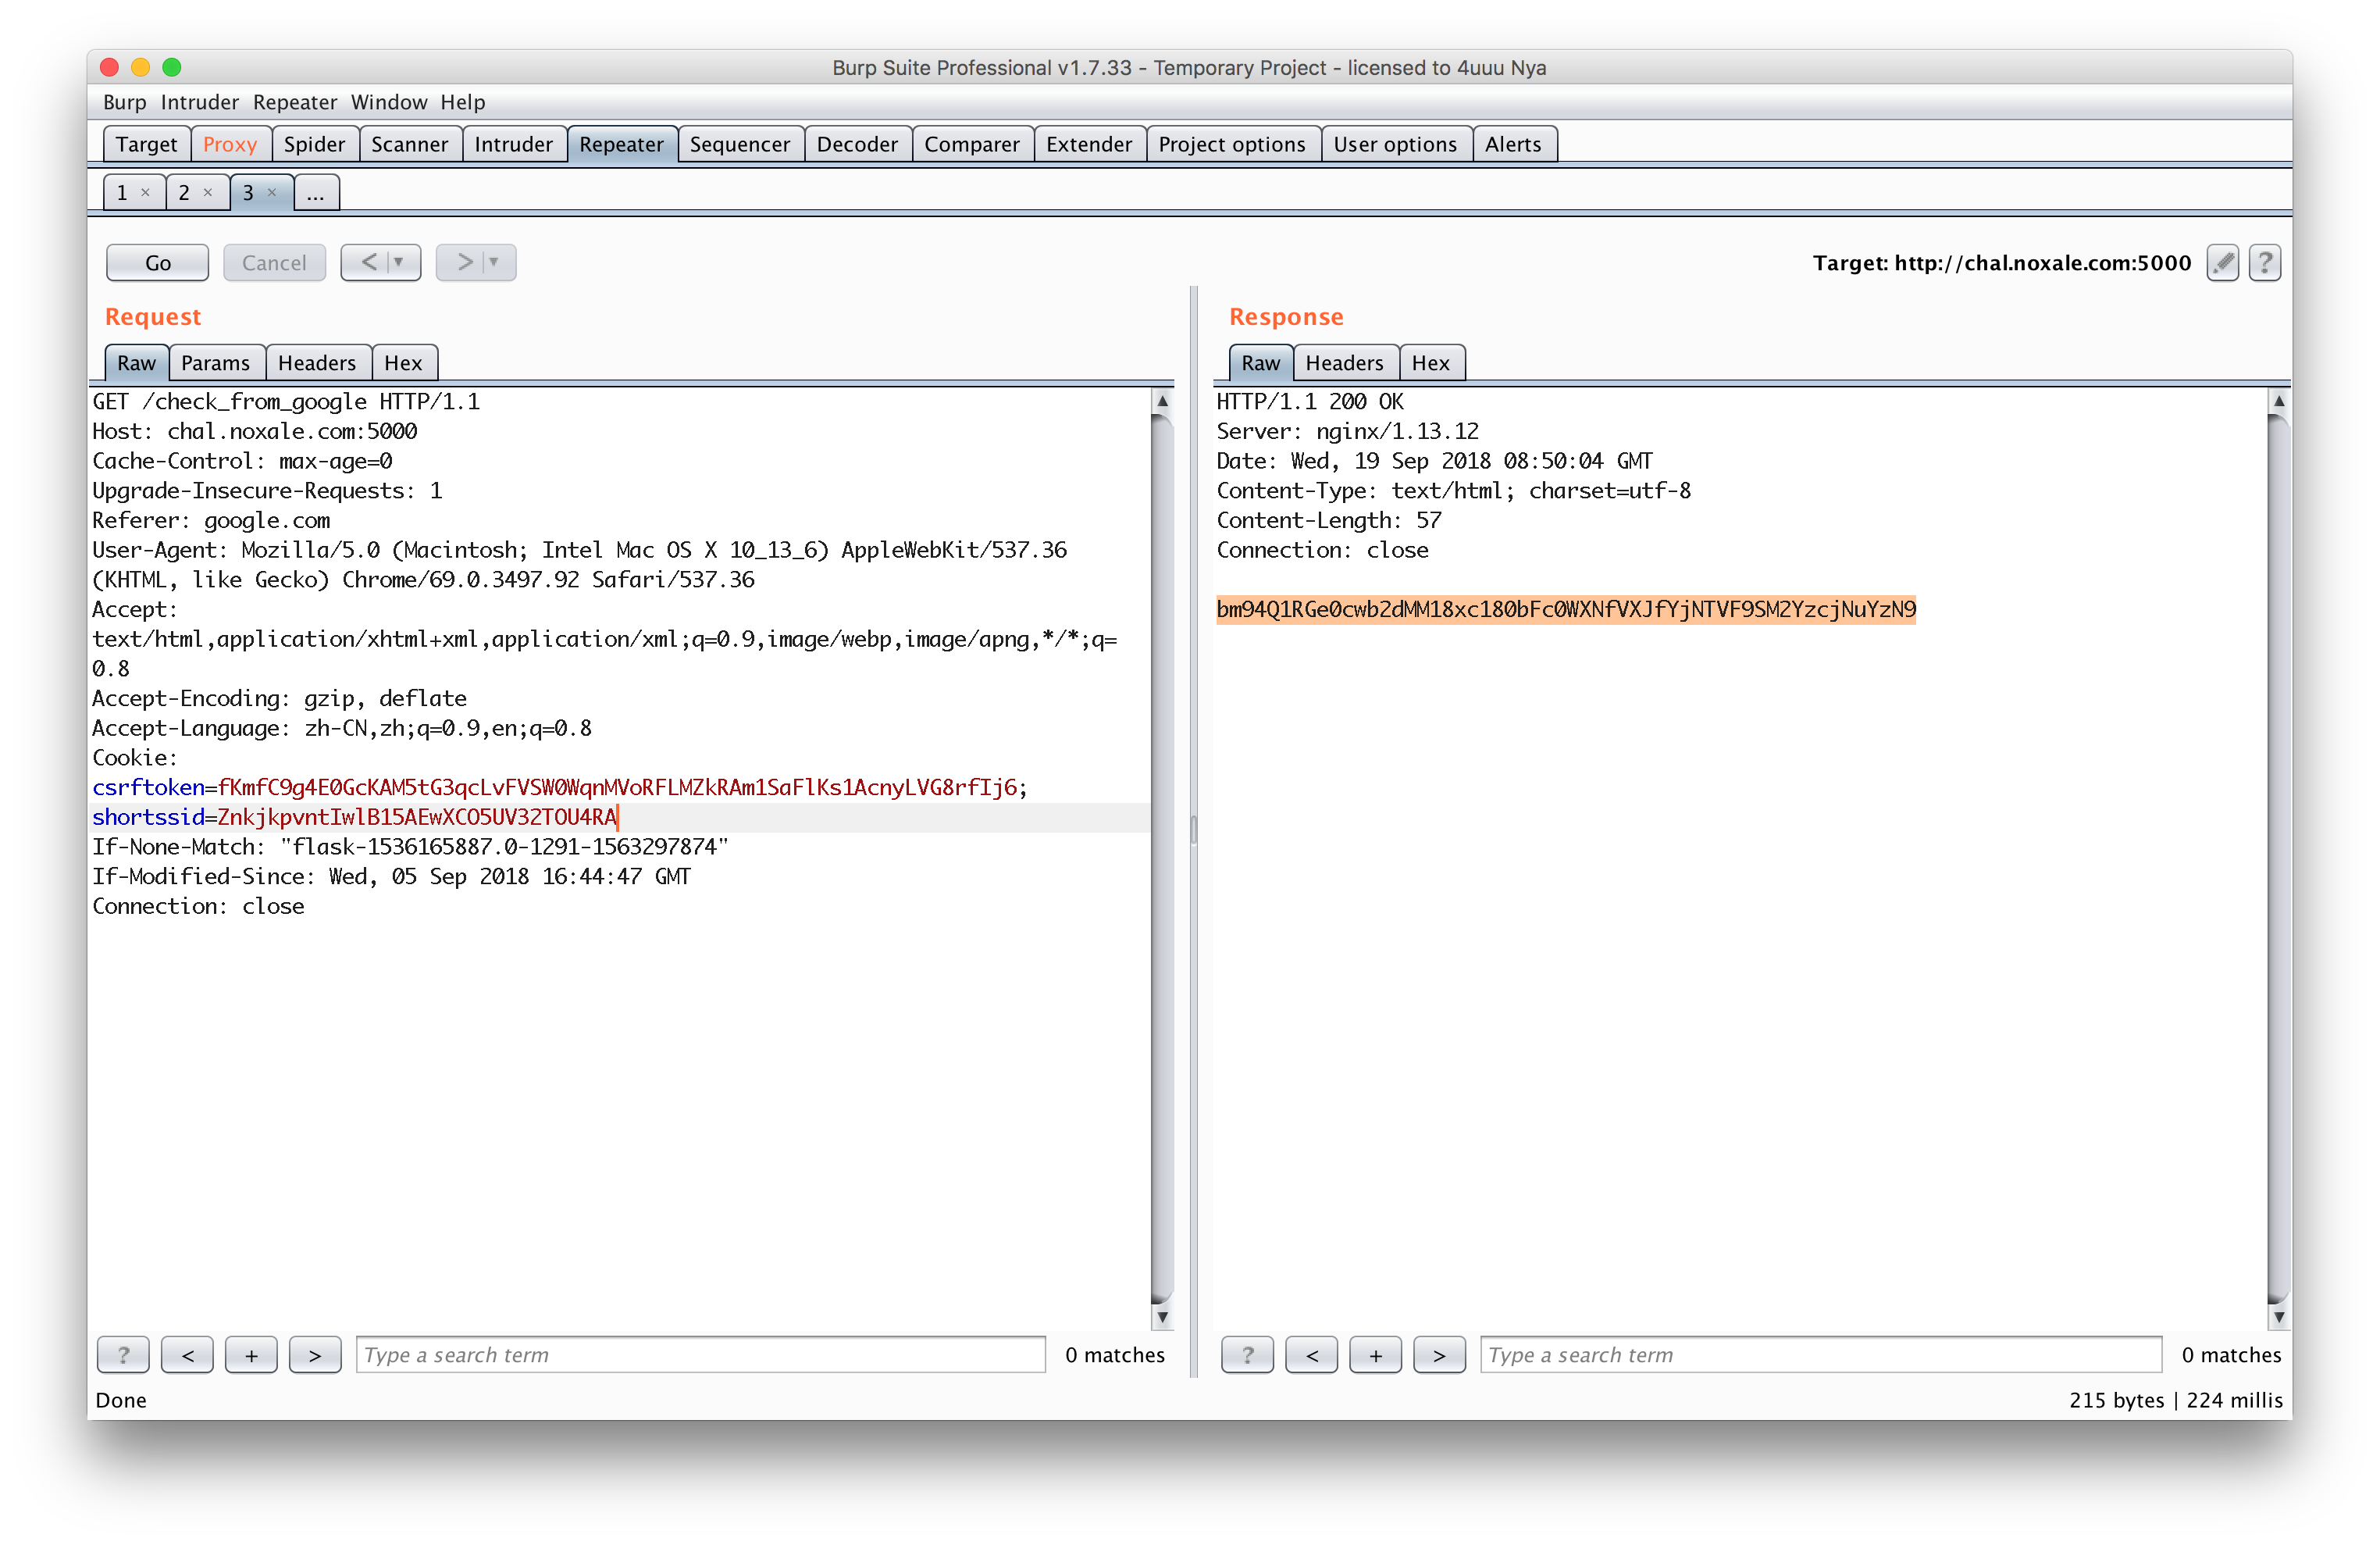 Burp Suite Professional v1.7.33 - Temporary Project - licensed to 4uuu Nya
Burp Intruder Repeater Window Help
Target Proxy Spider Scanner Intruder Repeater Sequencer Decoder Comparer Extender Project options User options Alerts
1 × 2 × 3 × ...
Go Cancel < > Target: http://chal.noxale.com:5000 ?
Request
Raw Params Headers Hex
GET /check_from_google HTTP/1.1
Host: chal.noxale.com:5000
Cache-Control: max-age=0
Upgrade-Insecure-Requests: 1
Referer: google.com
User-Agent: Mozilla/5.0 (Macintosh; Intel Mac OS X 10_13_6) AppleWebKit/537.36
(KHTML, like Gecko) Chrome/69.0.3497.92 Safari/537.36
Accept:
text/html,application/xhtml+xml,application/xml;q=0.9,image/webp,image/apng,*/*;q=
0.8
Accept-Encoding: gzip, deflate
Accept-Language: zh-CN,zh;q=0.9,en;q=0.8
Cookie:
csrftoken=fKmfC9g4E0GcKAM5tG3qcLvFVSW0WqnMVoRFLMZkRAm1SaFlKs1AcnyLVG8rfIj6;
shortssid=ZnkjkpvntIwlB15AEwXCO5UV32TOU4RA
If-None-Match: "flask-1536165887.0-1291-1563297874"
If-Modified-Since: Wed, 05 Sep 2018 16:44:47 GMT
Connection: close
? < + > Type a search term 0 matches
Response
Raw Headers Hex
HTTP/1.1 200 OK
Server: nginx/1.13.12
Date: Wed, 19 Sep 2018 08:50:04 GMT
Content-Type: text/html; charset=utf-8
Content-Length: 57
Connection: close
bm94Q1RGe0cwb2dMM18xc180bFc0WXNfVXJfYjNTVF9SM2YzcjNuYzN9
? < + > Type a search term 0 matches
Done 215 bytes | 224 millis